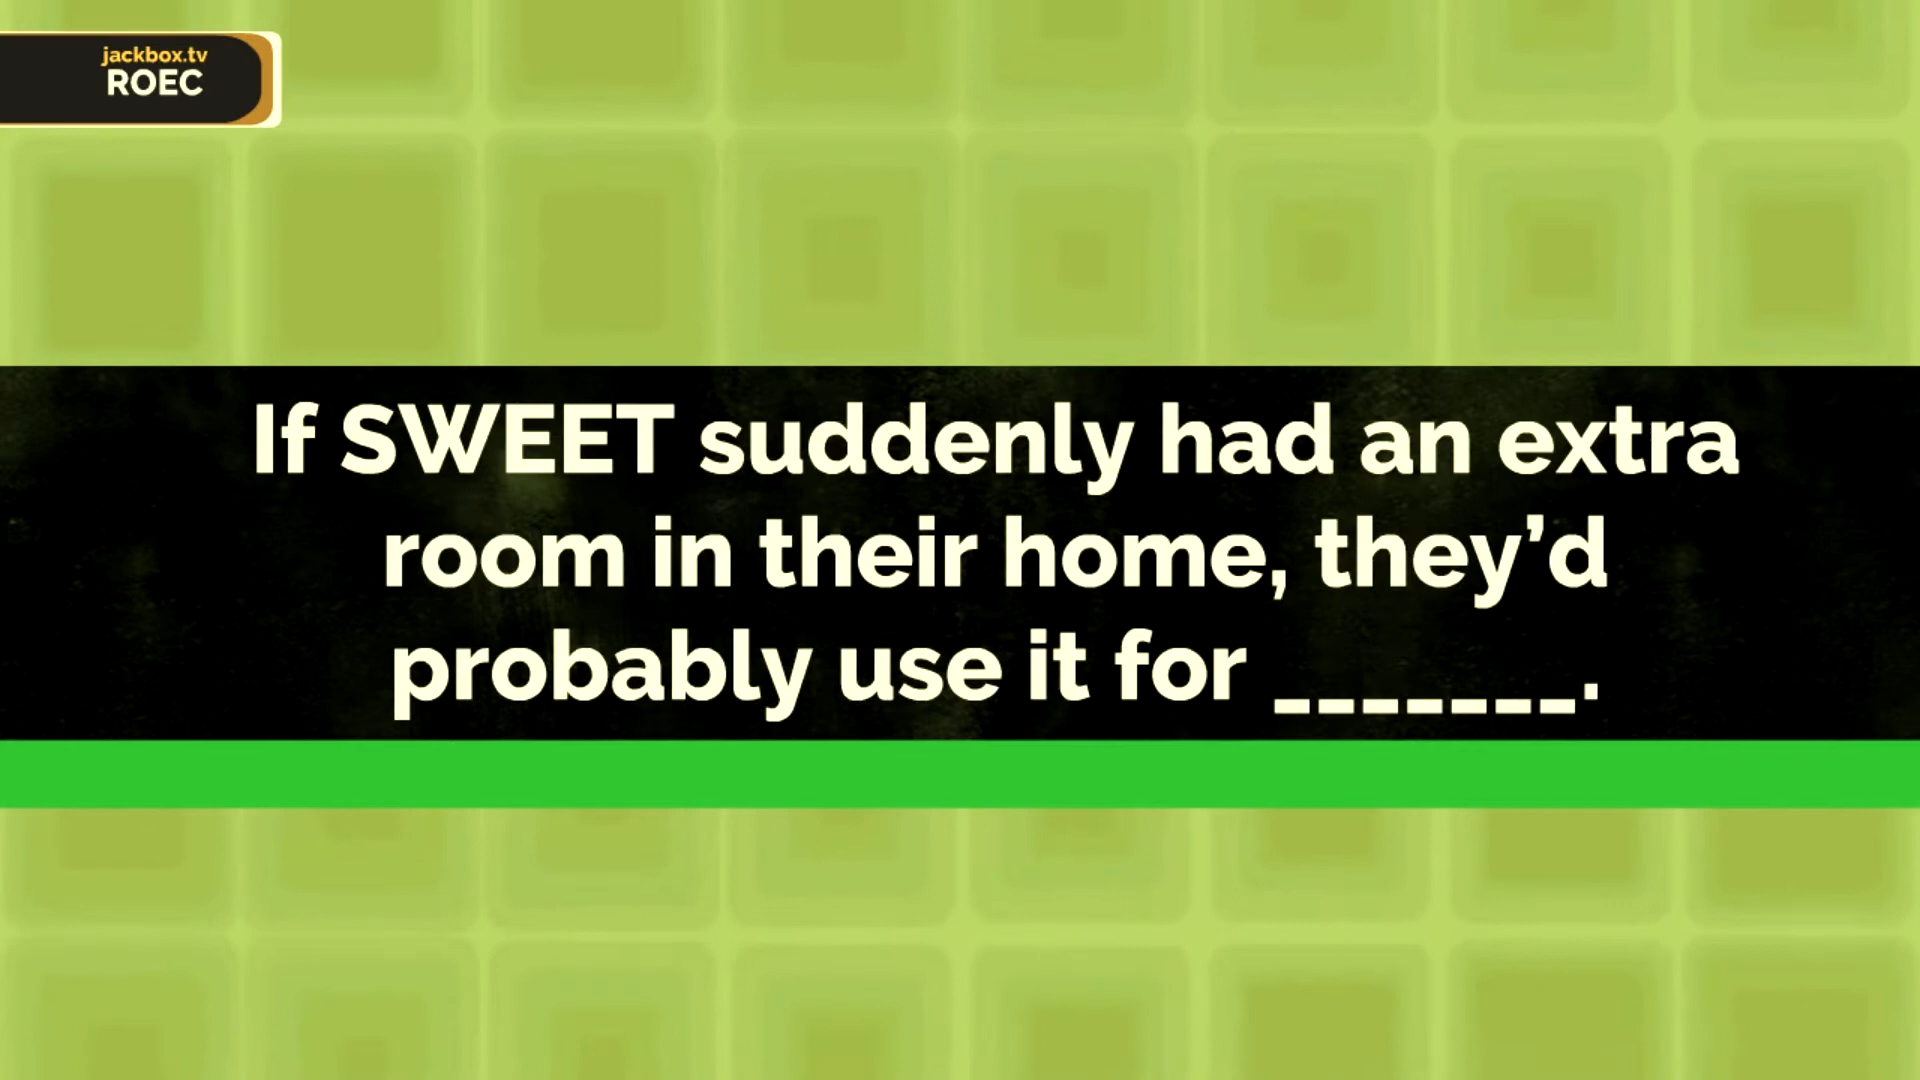 jackbox.tv
ROEC
If SWEET suddenly had an extra
room in their home, they’d
probably use it for _______.